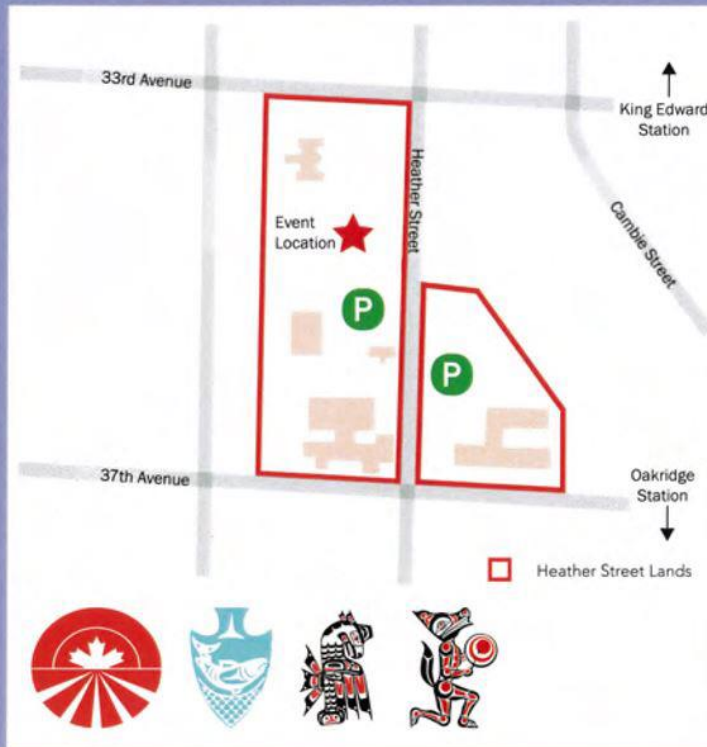 33rd Avenue
King Edward
Station
Heather Street
Event
Location
Cambie Street
P
P
37th Avenue
Oakridge
Station
Heather Street Lands